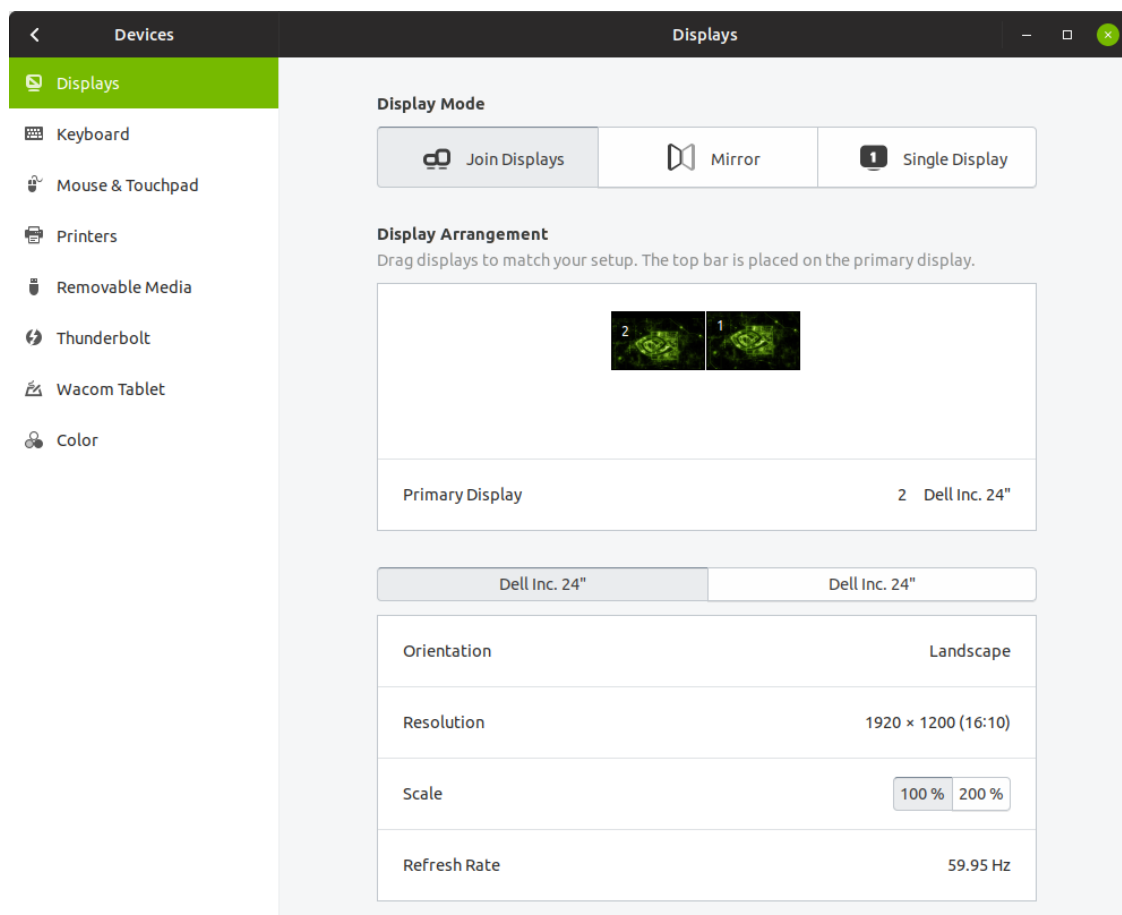 Devices
Displays
Displays
Keyboard
Mouse & Touchpad
Printers
Removable Media
Thunderbolt
Wacom Tablet
Color
Display Mode
Join Displays
Mirror
1 Single Display
Display Arrangement
Drag displays to match your setup. The top bar is placed on the primary display.
2 1
Primary Display 2 Dell Inc. 24"
Dell Inc. 24" Dell Inc. 24"
Orientation Landscape
Resolution 1920 × 1200 (16∶10)
Scale 100 % 200 %
Refresh Rate 59.95 Hz